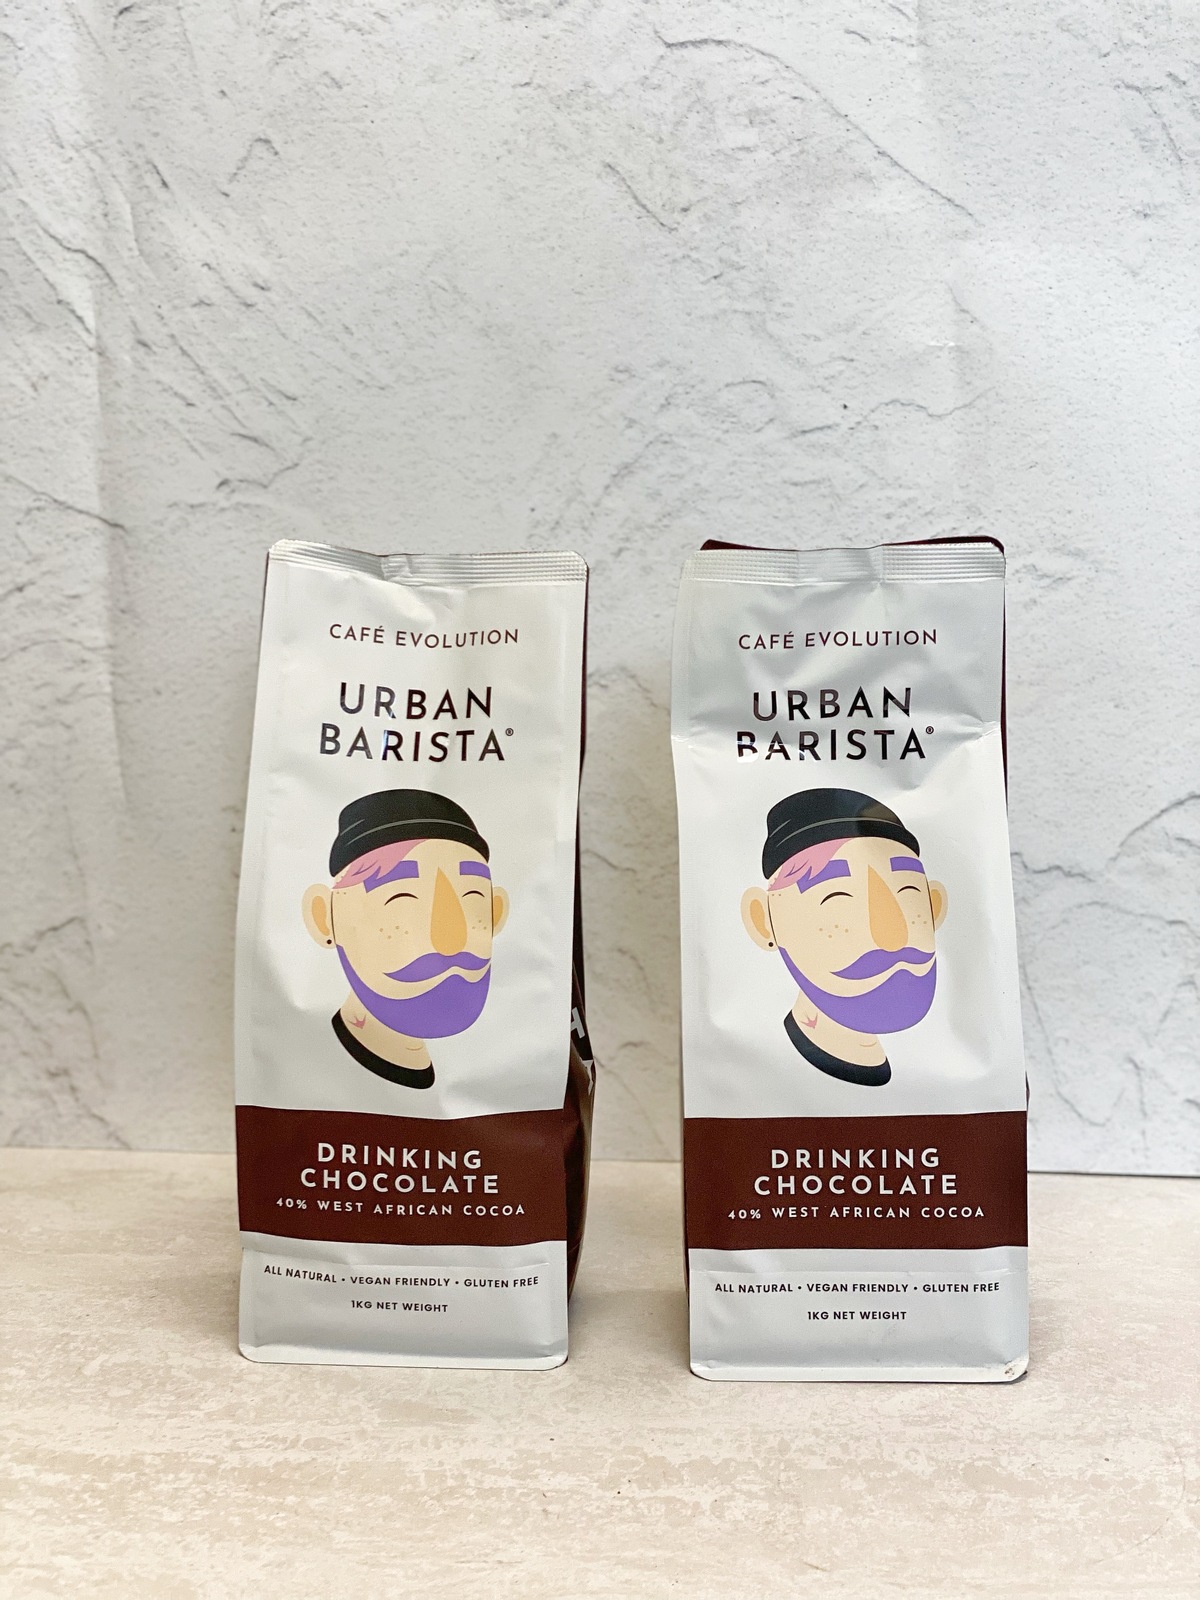 CAFÉ EVOLUTION
URBAN
BARISTA®
DRINKING
CHOCOLATE
40% WEST AFRICAN COCOA
ALL NATURAL • VEGAN FRIENDLY • GLUTEN FREE
1KG NET WEIGHT
CAFÉ EVOLUTION
URBAN
BARISTA®
DRINKING
CHOCOLATE
40% WEST AFRICAN COCOA
ALL NATURAL • VEGAN FRIENDLY • GLUTEN FREE
1KG NET WEIGHT